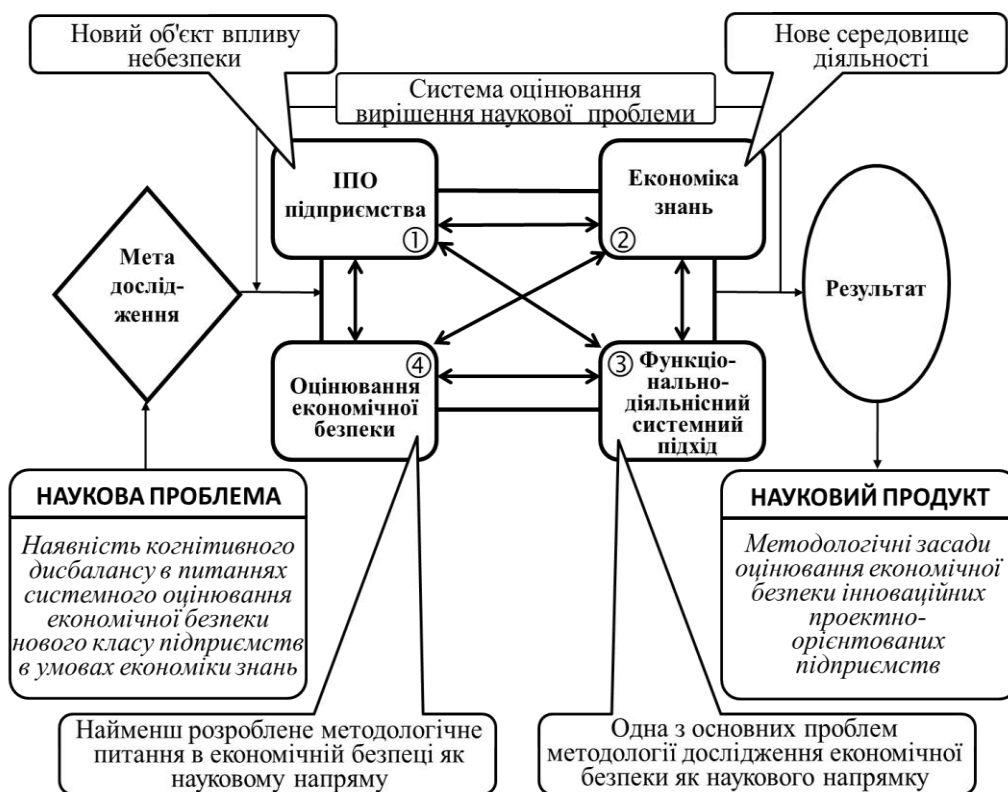 Новий об'єкт впливу
небезпеки
Нове середовище
діяльності
Система оцінювання
вирішення наукової проблеми
ІПО
підприємства
①
Економіка
знань
②
Мета
дослід-
ження
Результат
④
Оцінювання
економічної
безпеки
③ Функціо-
нально-
діяльнісний
системний
підхід
НАУКОВА ПРОБЛЕМА
Наявність когнітивного
дисбалансу в питаннях
системного оцінювання
економічної безпеки
нового класу підприємств
в умовах економіки знань
НАУКОВИЙ ПРОДУКТ
Методологічні засади
оцінювання економічної
безпеки інноваційних
проектно-
орієнтованих
підприємств
Найменш розроблене методологічне
питання в економічній безпеці як
науковому напряму
Одна з основних проблем
методології дослідження економічної
безпеки як наукового напрямку